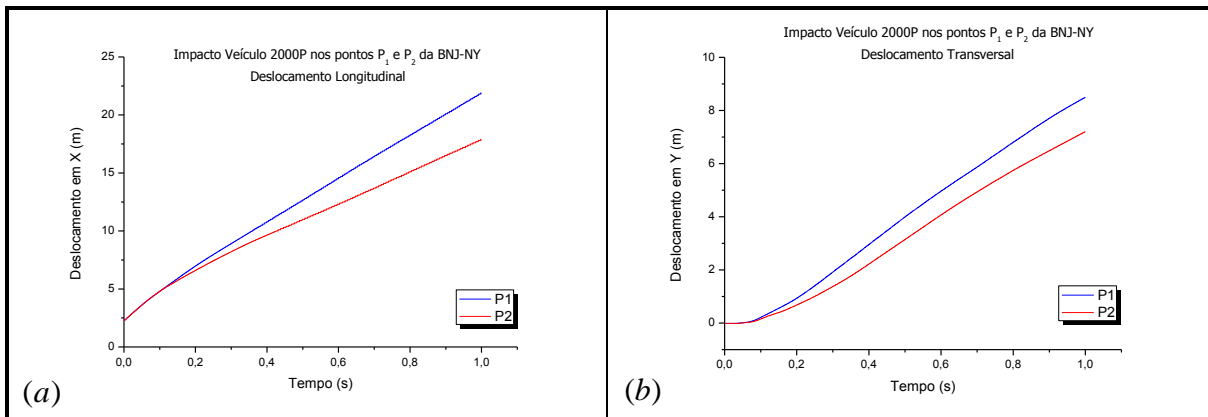 Impacto Veículo 2000P nos pontos P1 e P2 da BNJ-NY
Deslocamento Longitudinal
25
20
15
10
5
0
Deslocamento em X (m)
0,0 0,2 0,4 0,6 0,8 1,0
Tempo (s)
P1
P2
(a)
Impacto Veículo 2000P nos pontos P1 e P2 da BNJ-NY
Deslocamento Transversal
10
8
6
4
2
0
Deslocamento em Y (m)
0,0 0,2 0,4 0,6 0,8 1,0
Tempo (s)
P1
P2
(b)